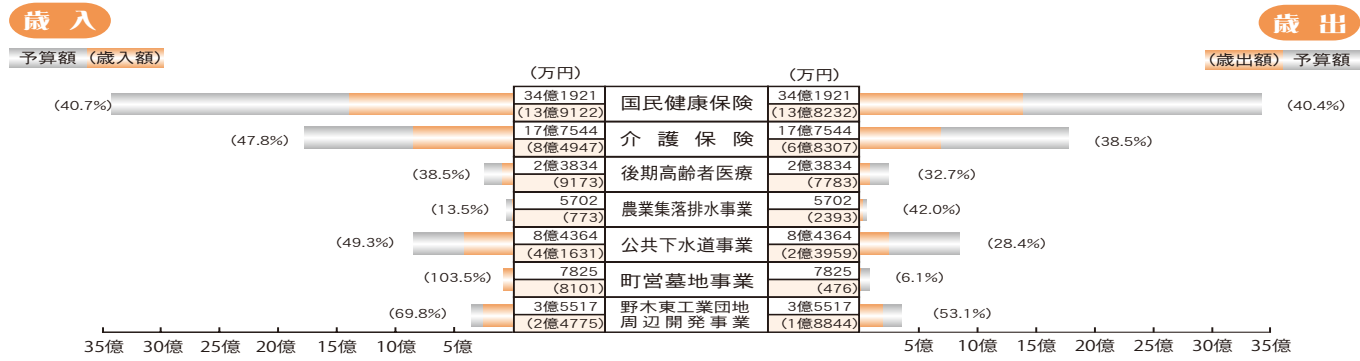 歳 入
歳 出
予算額 (歳入額)
(歳出額) 予算額
(万円)
(万円)
(40.7%) 34億1921 国民健康保険 34億1921 (40.4%)
(13億9122) (13億8232)
(47.8%) 17億7544 介 護 保 険 17億7544 (38.5%)
(8億4947) (6億8307)
(38.5%) 2億3834 後期高齢者医療 2億3834 (32.7%)
(9173) (7783)
(13.5%) 5702 農業集落排水事業 5702 (42.0%)
(773) (2393)
(49.3%) 8億4364 公共下水道事業 8億4364 (28.4%)
(4億1631) (2億3959)
(103.5%) 7825 町営墓地事業 7825 (6.1%)
(8101) (476)
(69.8%) 3億5517 野木東工業団地 3億5517 (53.1%)
(2億4775) 周辺開発事業 (1億8844)
35億 30億 25億 20億 15億 10億 5億 5億 10億 15億 20億 25億 30億 35億